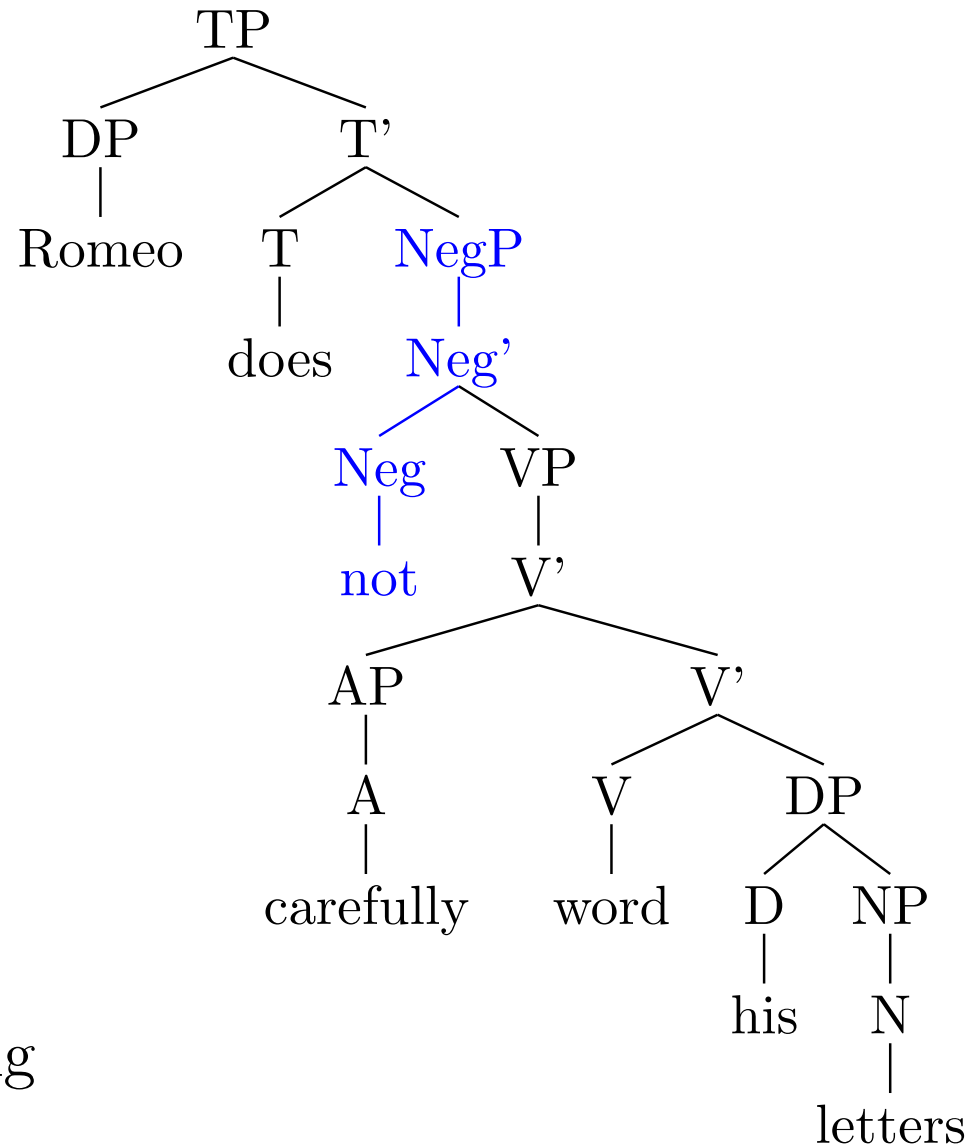 TP
DP T’
Romeo T NegP
does Neg’
Neg VP
not V’
AP V’
A V DP
carefully word D NP
his N
letters